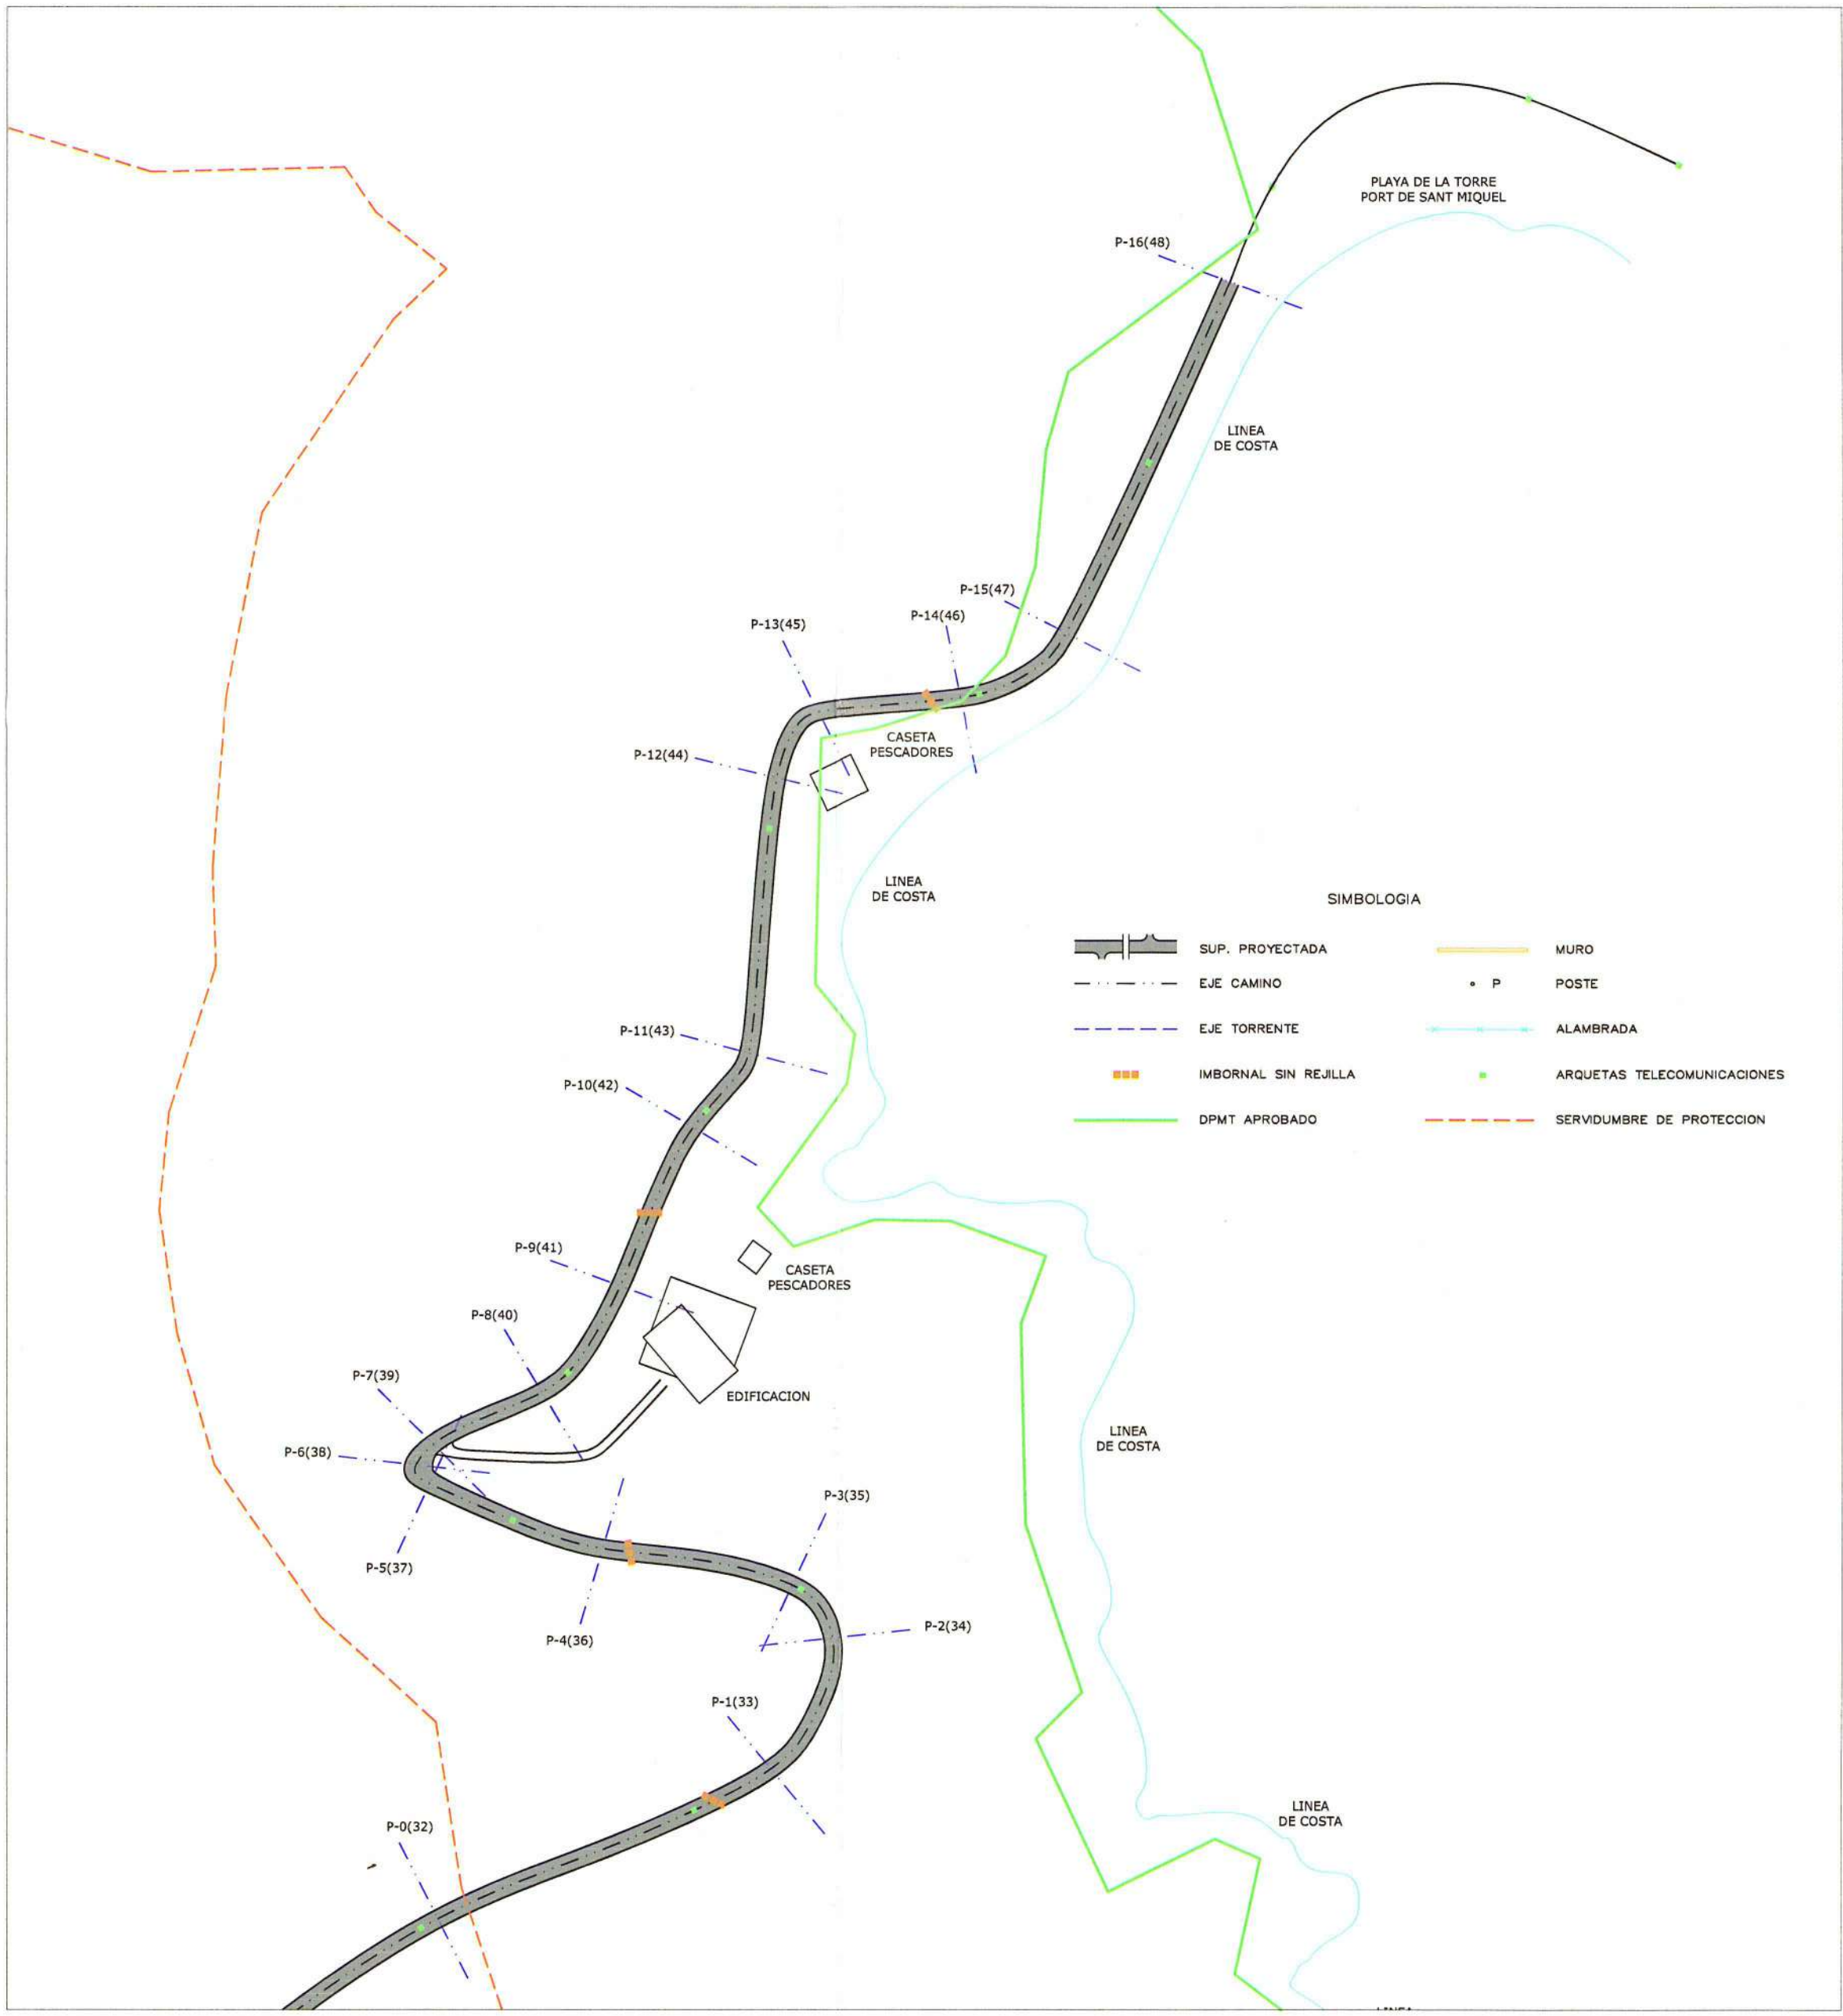 PLAYA DE LA TORRE
PORT DE SANT MIQUEL
P-16(48)
LINEA
DE COSTA
P-15(47)
P-14(46)
P-13(45)
CASETA
PESCADORES
P-12(44)
LINEA
DE COSTA
SIMBOLOGIA
SUP. PROYECTADA
MURO
EJE CAMINO
P
POSTE
EJE TORRENTE
ALAMBRADA
IMBORNAL SIN REJILLA
ARQUETAS TELECOMUNICACIONES
DPMT APROBADO
SERVIDUMBRE DE PROTECCION
P-11(43)
P-10(42)
P-9(41)
CASETA
PESCADORES
P-8(40)
P-7(39)
EDIFICACION
LINEA
DE COSTA
P-6(38)
P-3(35)
P-5(37)
P-2(34)
P-4(36)
P-1(33)
LINEA
DE COSTA
P-0(32)